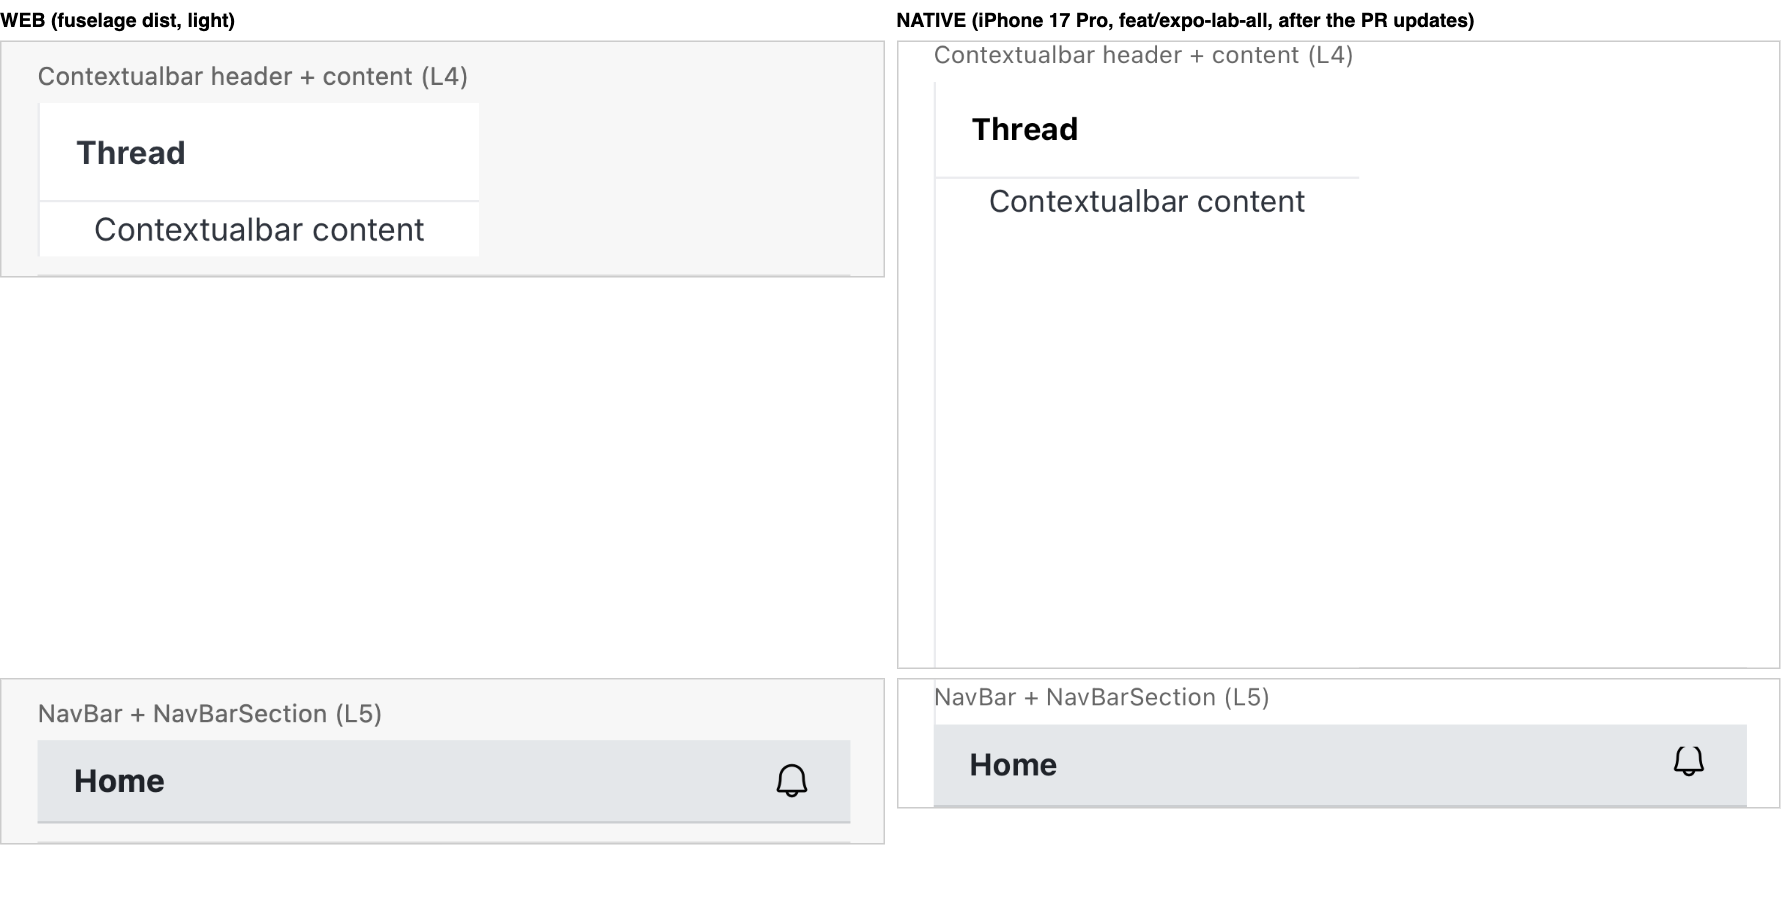 WEB (fuselage dist, light)
NATIVE (iPhone 17 Pro, feat/expo-lab-all, after the PR updates)
Contextualbar header + content (L4)
Thread
Contextualbar content
Contextualbar header + content (L4)
Thread
Contextualbar content
NavBar + NavBarSection (L5)
Home
NavBar + NavBarSection (L5)
Home